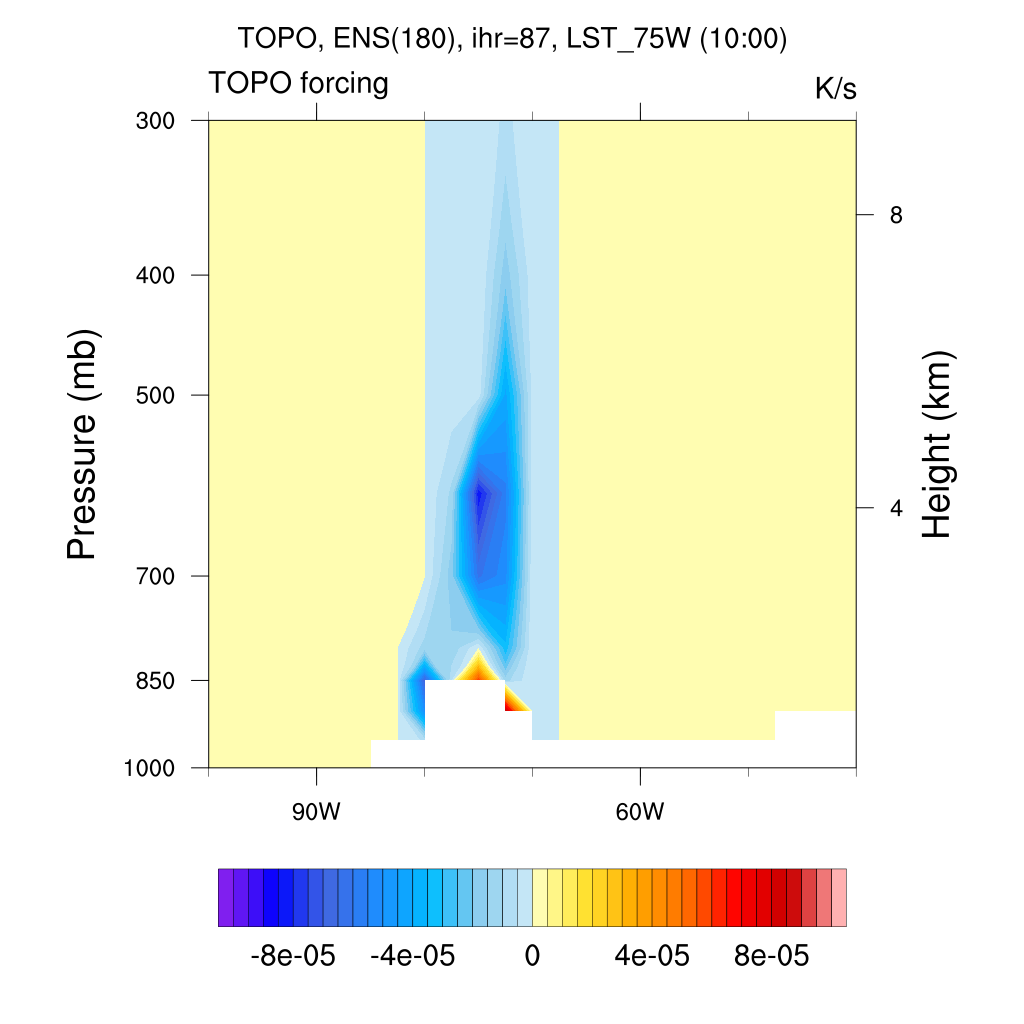 TOPO, ENS(180), ihr=87, LST_75W (10:00)
TOPO forcing
K/s
300
400
500
700
850
1000
Pressure (mb)
8
4
Height (km)
90W
60W
-8e-05
-4e-05
0
4e-05
8e-05